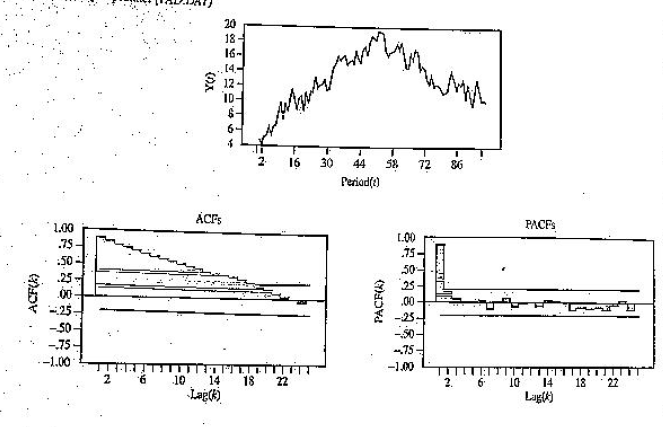 (YAD.DAT)
20
18
16
14
12
10
8
6
4
Y(t)
2 16 30 44 58 72 86
Period(t)
ACFs
1.00
.75
.50
.25
.00
-.25
-.50
-.75
-1.00
ACF(k)
2 6 10 14 18 22
Lag(k)
PACFs
1.00
.75
.50
.25
.00
-.25
-.50
-.75
-1.00
PACF(k)
2 6 10 14 18 22
Lag(k)